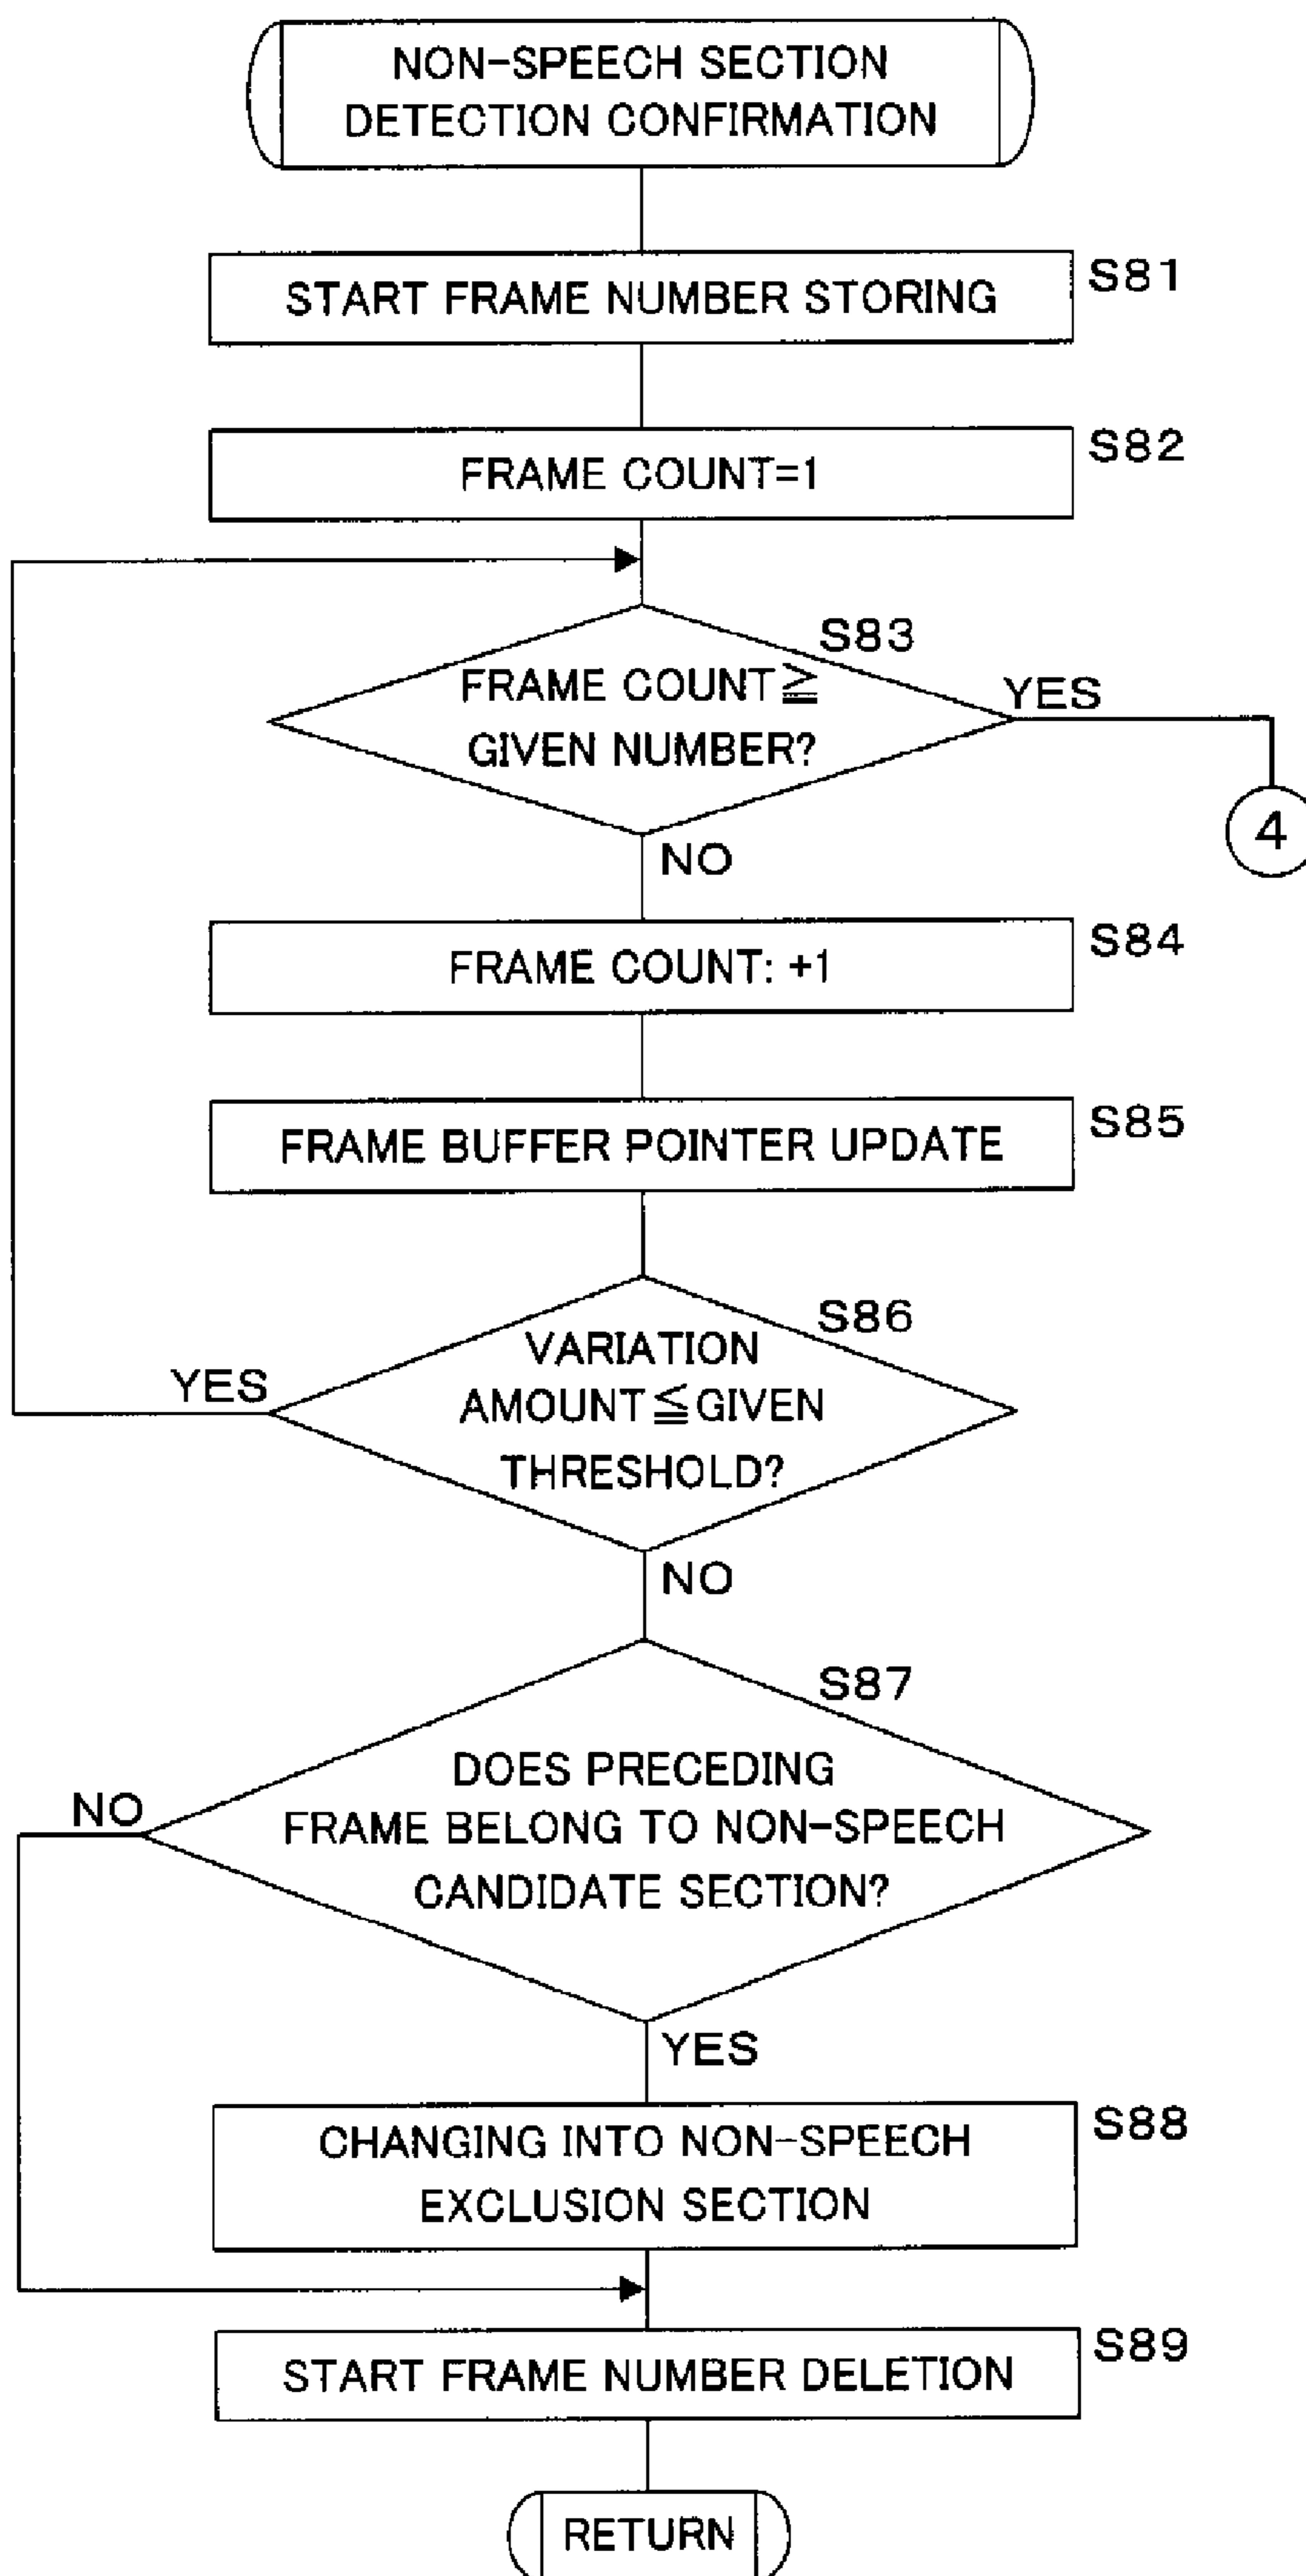 NON-SPEECH SECTION
DETECTION CONFIRMATION
START FRAME NUMBER STORING
S81
FRAME COUNT=1
S82
S83
FRAME COUNT≧
GIVEN NUMBER?
YES
4
NO
FRAME COUNT: +1
S84
FRAME BUFFER POINTER UPDATE
S85
S86
VARIATION
AMOUNT≦GIVEN
THRESHOLD?
YES
NO
S87
DOES PRECEDING
FRAME BELONG TO NON-SPEECH
CANDIDATE SECTION?
NO
YES
CHANGING INTO NON-SPEECH
EXCLUSION SECTION
S88
START FRAME NUMBER DELETION
S89
RETURN